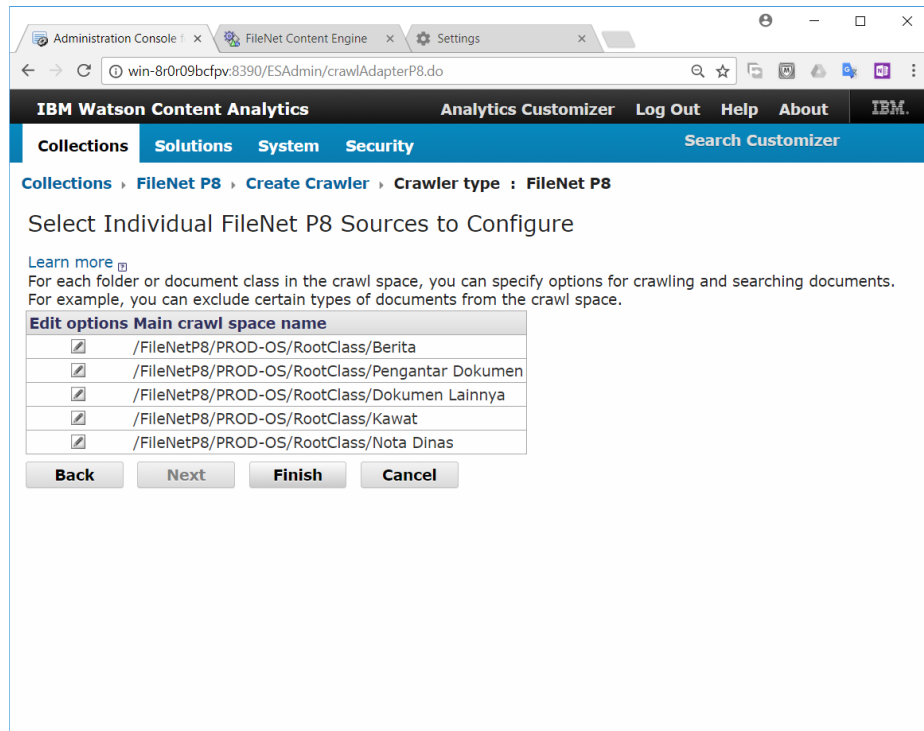 Administration Console f
FileNet Content Engine
Settings
win-8r0r09bcfpv:8390/ESAdmin/crawlAdapterP8.do
IBM Watson Content Analytics Analytics Customizer Log Out Help About IBM.
Collections Solutions System Security Search Customizer
Collections FileNet P8 Create Crawler Crawler type : FileNet P8
Select Individual FileNet P8 Sources to Configure
Learn more
For each folder or document class in the crawl space, you can specify options for crawling and searching documents.
For example, you can exclude certain types of documents from the crawl space.
Edit options Main crawl space name
/FileNetP8/PROD-OS/RootClass/Berita
/FileNetP8/PROD-OS/RootClass/Pengantar Dokumen
/FileNetP8/PROD-OS/RootClass/Dokumen Lainnya
/FileNetP8/PROD-OS/RootClass/Kawat
/FileNetP8/PROD-OS/RootClass/Nota Dinas
Back Next Finish Cancel